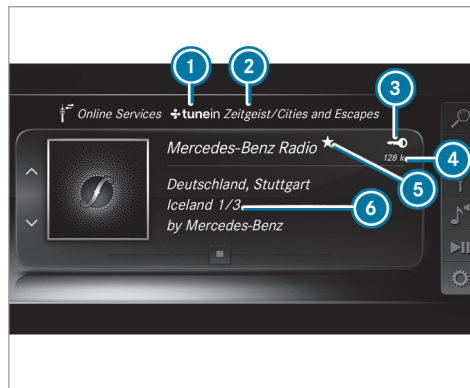 1 2 3
Online Services tunein Zeitgeist/Cities and Escapes
Mercedes-Benz Radio
128 k 4
5
Deutschland, Stuttgart
Iceland 1/3 6
by Mercedes-Benz